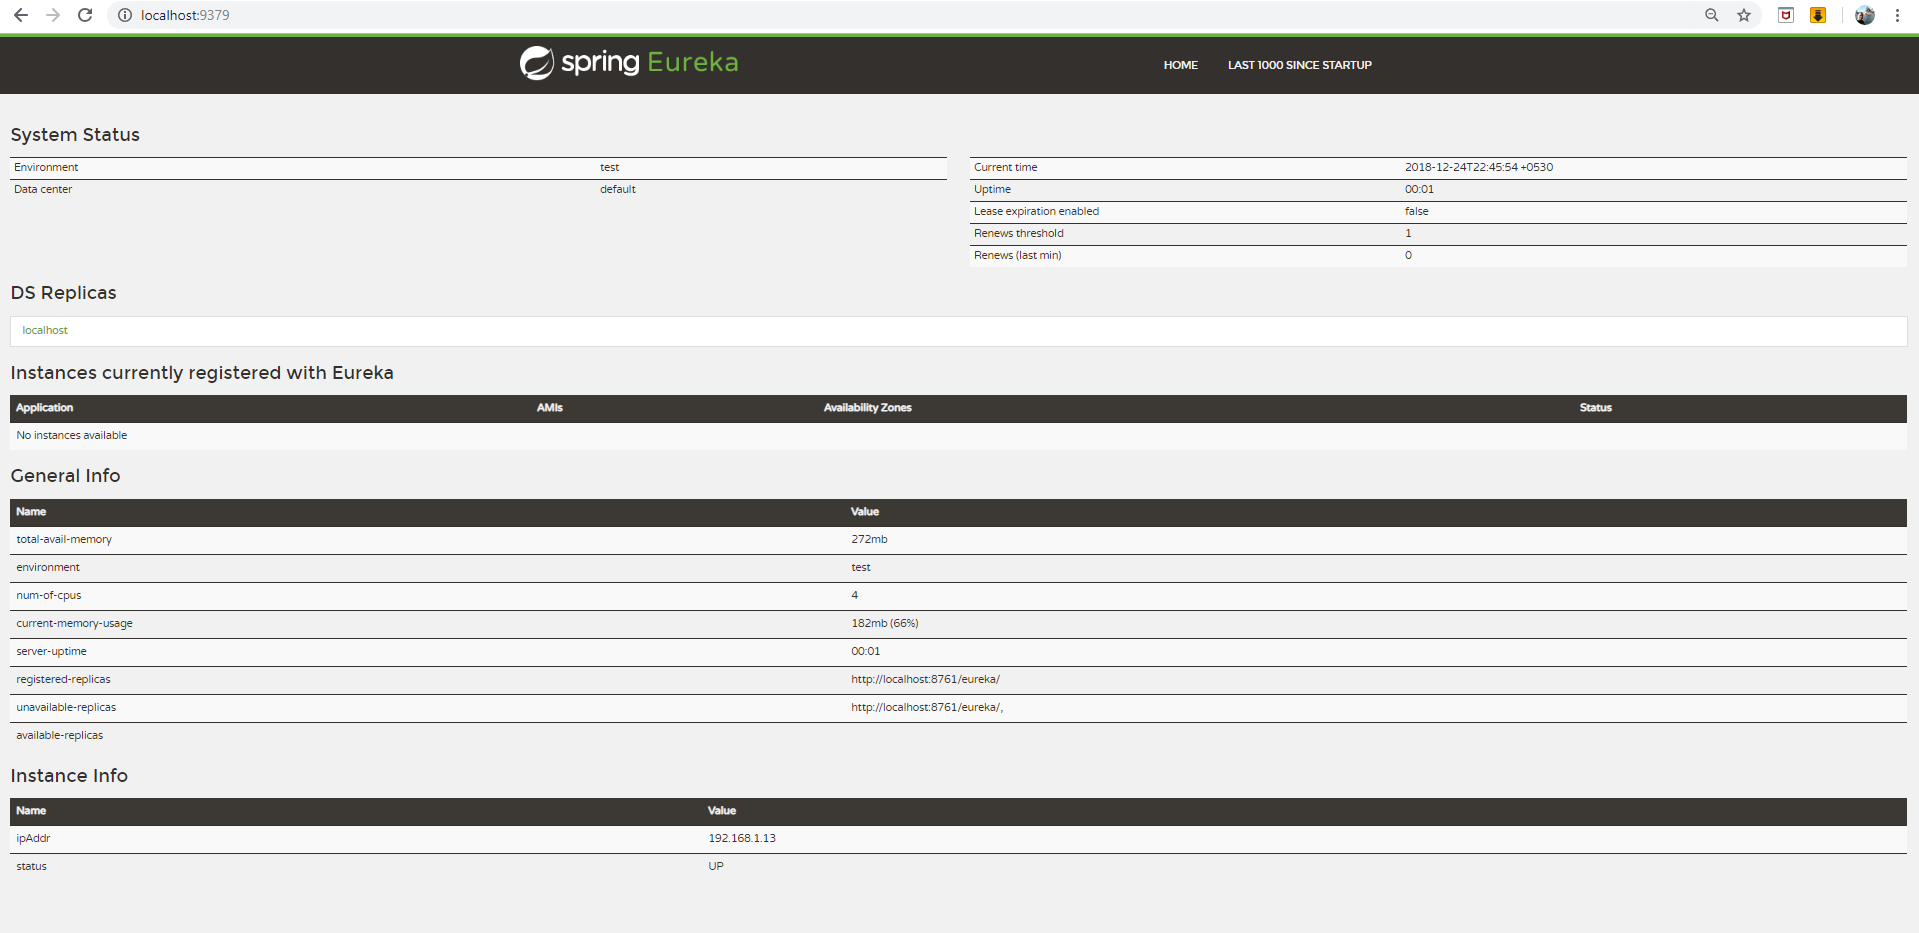 localhost:9379
spring Eureka
HOME LAST 1000 SINCE STARTUP
System Status
Environment test
Data center default
Current time 2018-12-24T22:45:54 +0530
Uptime 00:01
Lease expiration enabled false
Renews threshold 1
Renews (last min) 0
DS Replicas
localhost
Instances currently registered with Eureka
Application AMIs Availability Zones Status
No instances available
General Info
Name Value
total-avail-memory 272mb
environment test
num-of-cpus 4
current-memory-usage 182mb (66%)
server-uptime 00:01
registered-replicas http://localhost:8761/eureka/
unavailable-replicas http://localhost:8761/eureka/,
available-replicas
Instance Info
Name Value
ipAddr 192.168.1.13
status UP